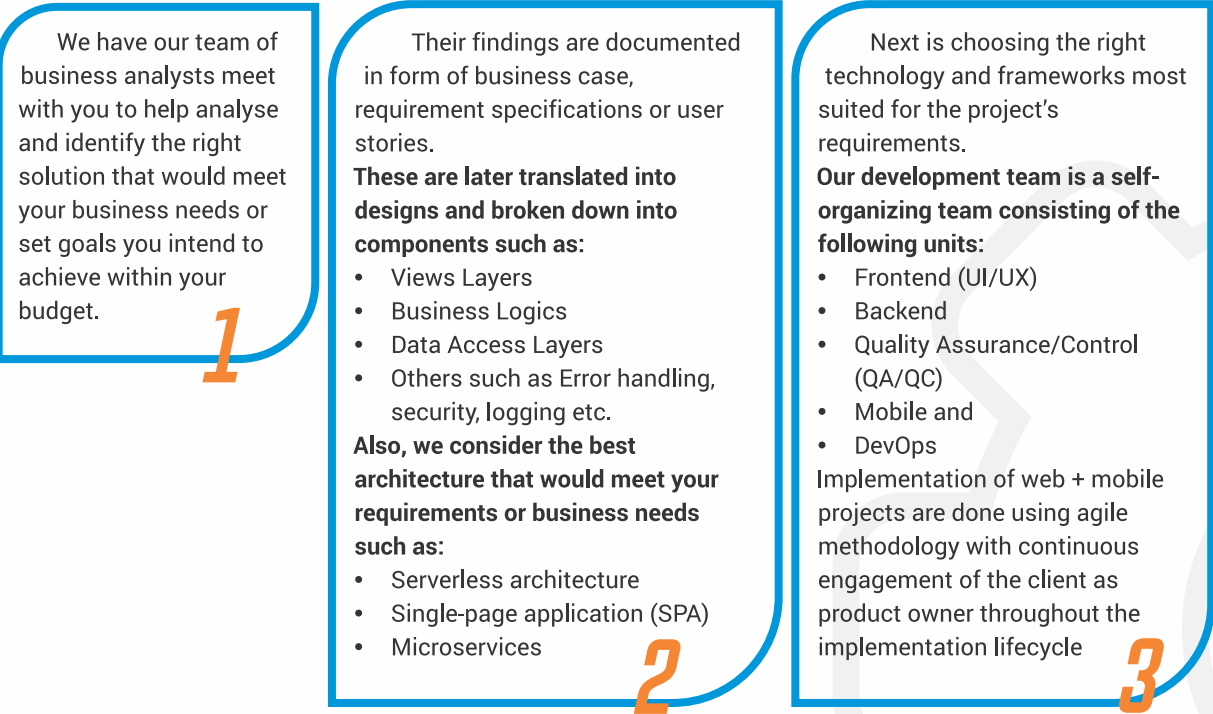 We have our team of
business analysts meet
with you to help analyse
and identify the right
solution that would meet
your business needs or
set goals you intend to
achieve within your
budget.
1
Their findings are documented
in form of business case,
requirement specifications or user
stories.
These are later translated into
designs and broken down into
components such as:
• Views Layers
• Business Logics
• Data Access Layers
• Others such as Error handling,
security, logging etc.
Also, we consider the best
architecture that would meet your
requirements or business needs
such as:
• Serverless architecture
• Single-page application (SPA)
• Microservices
2
Next is choosing the right
technology and frameworks most
suited for the project's
requirements.
Our development team is a self-
organizing team consisting of the
following units:
• Frontend (UI/UX)
• Backend
• Quality Assurance/Control
(QA/QC)
• Mobile and
• DevOps
Implementation of web + mobile
projects are done using agile
methodology with continuous
engagement of the client as
product owner throughout the
implementation lifecycle
3